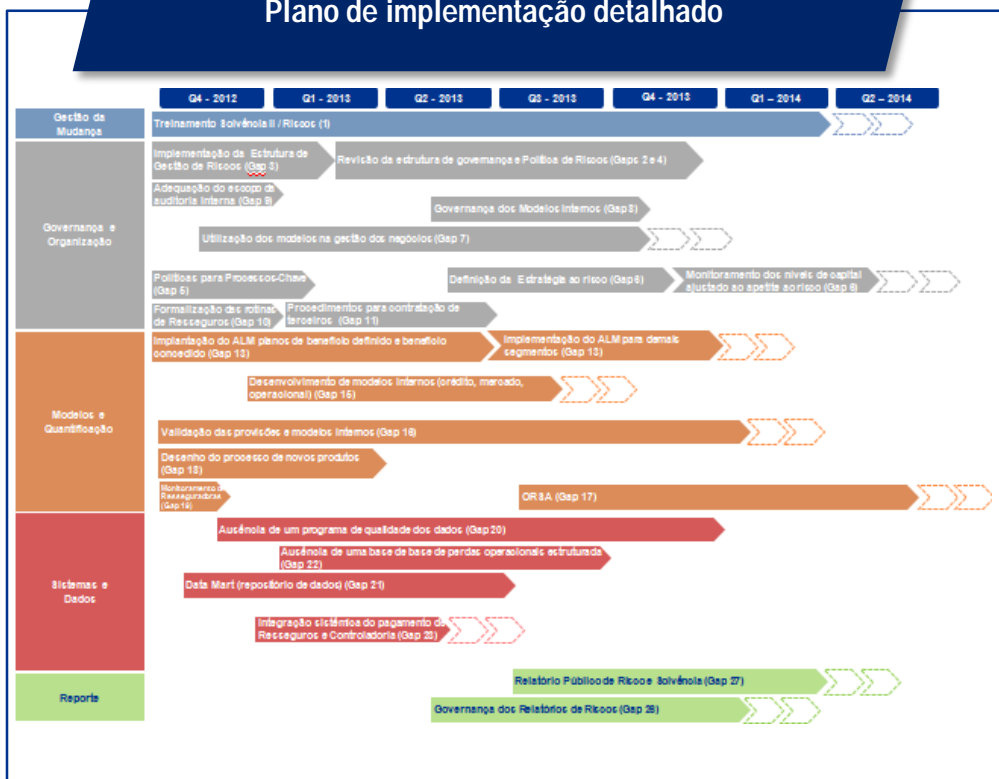 Plano de implementação detalhado
Q4 - 2012
Q1 - 2013
Q2 - 2013
Q3 - 2013
Q4 - 2013
Q1 – 2014
Q2 – 2014
Gestão da
Mudança
Treinamento Solvência II / Riscos (1)
Governança e
Organização
Implementação da Estrutura de
Gestão de Riscos (Gap 3)
Revisão da estrutura de governança e Política de Riscos (Gaps 2 e 4)
Adequação do escopo da
auditoria Interna (Gap 9)
Governança dos Modelos Internos (Gap 8)
Utilização dos modelos na gestão dos negócios (Gap 7)
Políticas para Processos-Chave
(Gap 5)
Definição da Estratégia ao risco (Gap 6)
Monitoramento dos níveis de capital
ajustado ao apetite ao risco (Gap 6)
Formalização das rotinas
de Resseguros (Gap 10)
Procedimentos para contratação de
terceiros (Gap 11)
Modelos e
Quantificação
Implantação do ALM planos de benefício definido e benefício
concedido (Gap 13)
Implementação do ALM para demais
segmentos (Gap 13)
Desenvolvimento de modelos internos (crédito, mercado,
operacional) (Gap 15)
Validação das provisões e modelos internos (Gap 16)
Desenho do processo de novos produtos
(Gap 18)
Monitoramento
Resseguradoras
(Gap 19)
ORSA (Gap 17)
Sistemas e
Dados
Ausência de um programa de qualidade dos dados (Gap 20)
Ausência de uma base de base de perdas operacionais estruturada
(Gap 22)
Data Mart (repositório de dados) (Gap 21)
Integração sistêmica do pagamento de
Resseguros e Controladoria (Gap 23)
Reporte
Relatório Público de Risco e Solvência (Gap 27)
Governança dos Relatórios de Riscos (Gap 26)